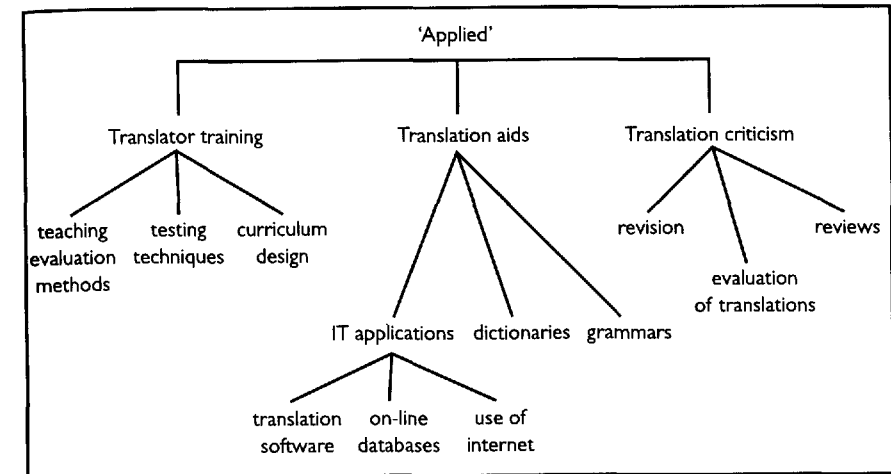 'Applied'
Translator training
Translation aids
Translation criticism
teaching
evaluation
methods
testing
techniques
curriculum
design
revision
evaluation
of translations
reviews
IT applications
dictionaries
grammars
translation
software
on-line
databases
use of
internet